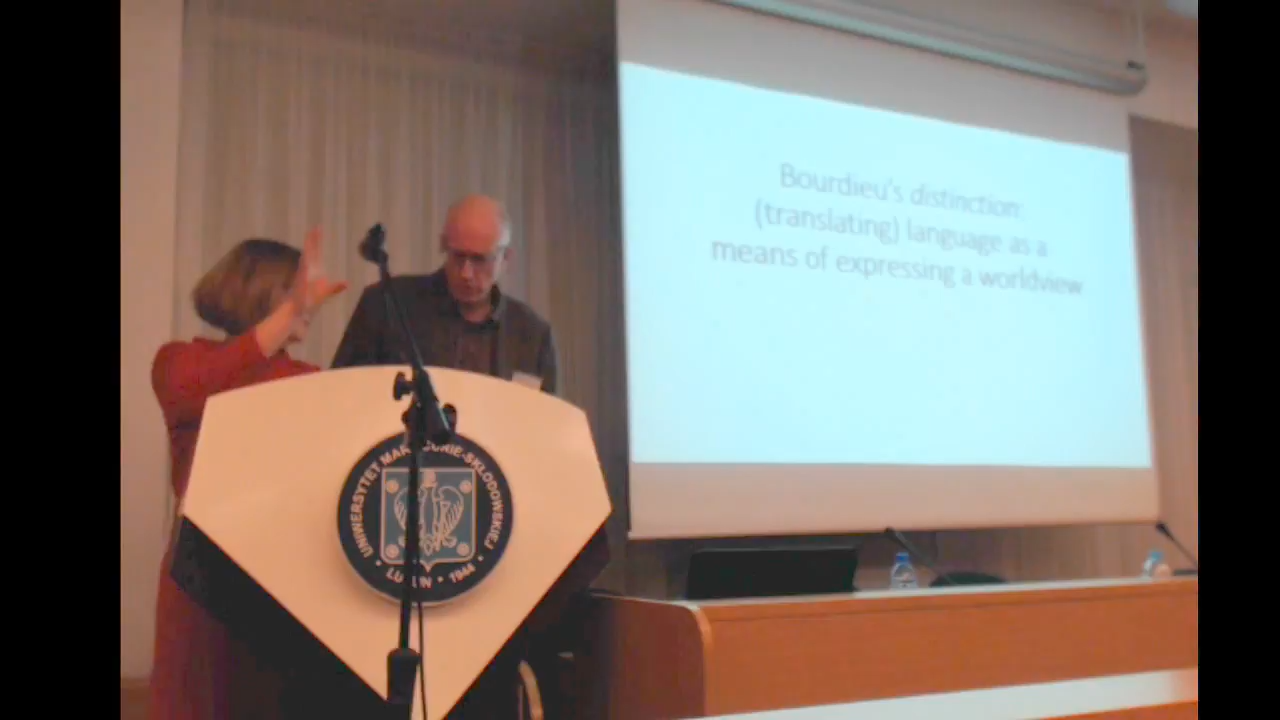 Bourdieu's distinction:
(translating) language as a
means of expressing a worldview
UNIWERSYTET MARII CURIE-SKŁODOWSKIEJ
LUBLIN • 1944